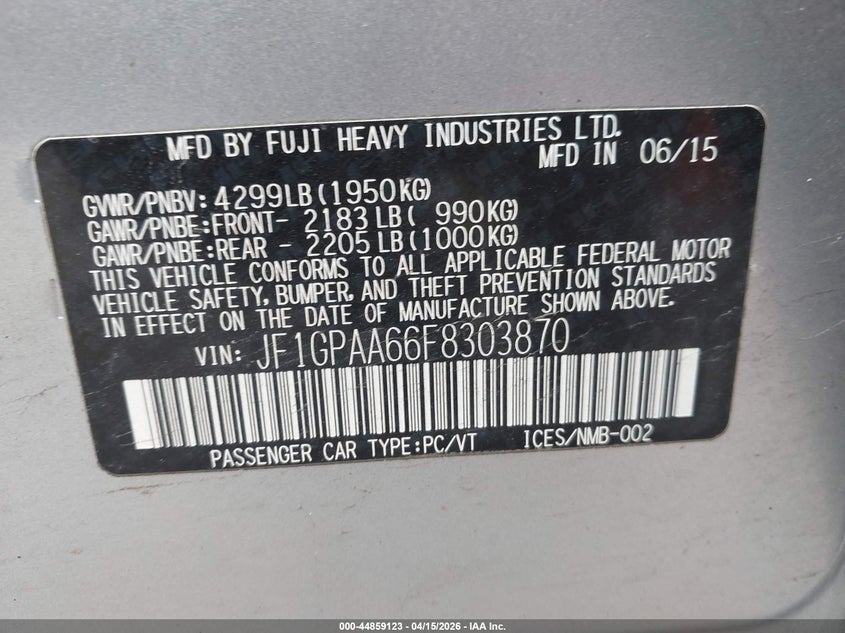 MFD BY FUJI HEAVY INDUSTRIES LTD.
MFD IN 06/15
GVWR/PNBV: 4299LB(1950KG)
GAWR/PNBE:FRONT- 2183LB( 990KG)
GAWR/PNBE:REAR - 2205LB(1000KG)
THIS VEHICLE CONFORMS TO ALL APPLICABLE FEDERAL MOTOR
VEHICLE SAFETY, BUMPER, AND THEFT PREVENTION STANDARDS
IN EFFECT ON THE DATE OF MANUFACTURE SHOWN ABOVE.
VIN: JF1GPAA66F8303870
PASSENGER CAR TYPE:PC/VT ICES/NMB-002
000-44859123 - 04/15/2026 - IAA Inc.